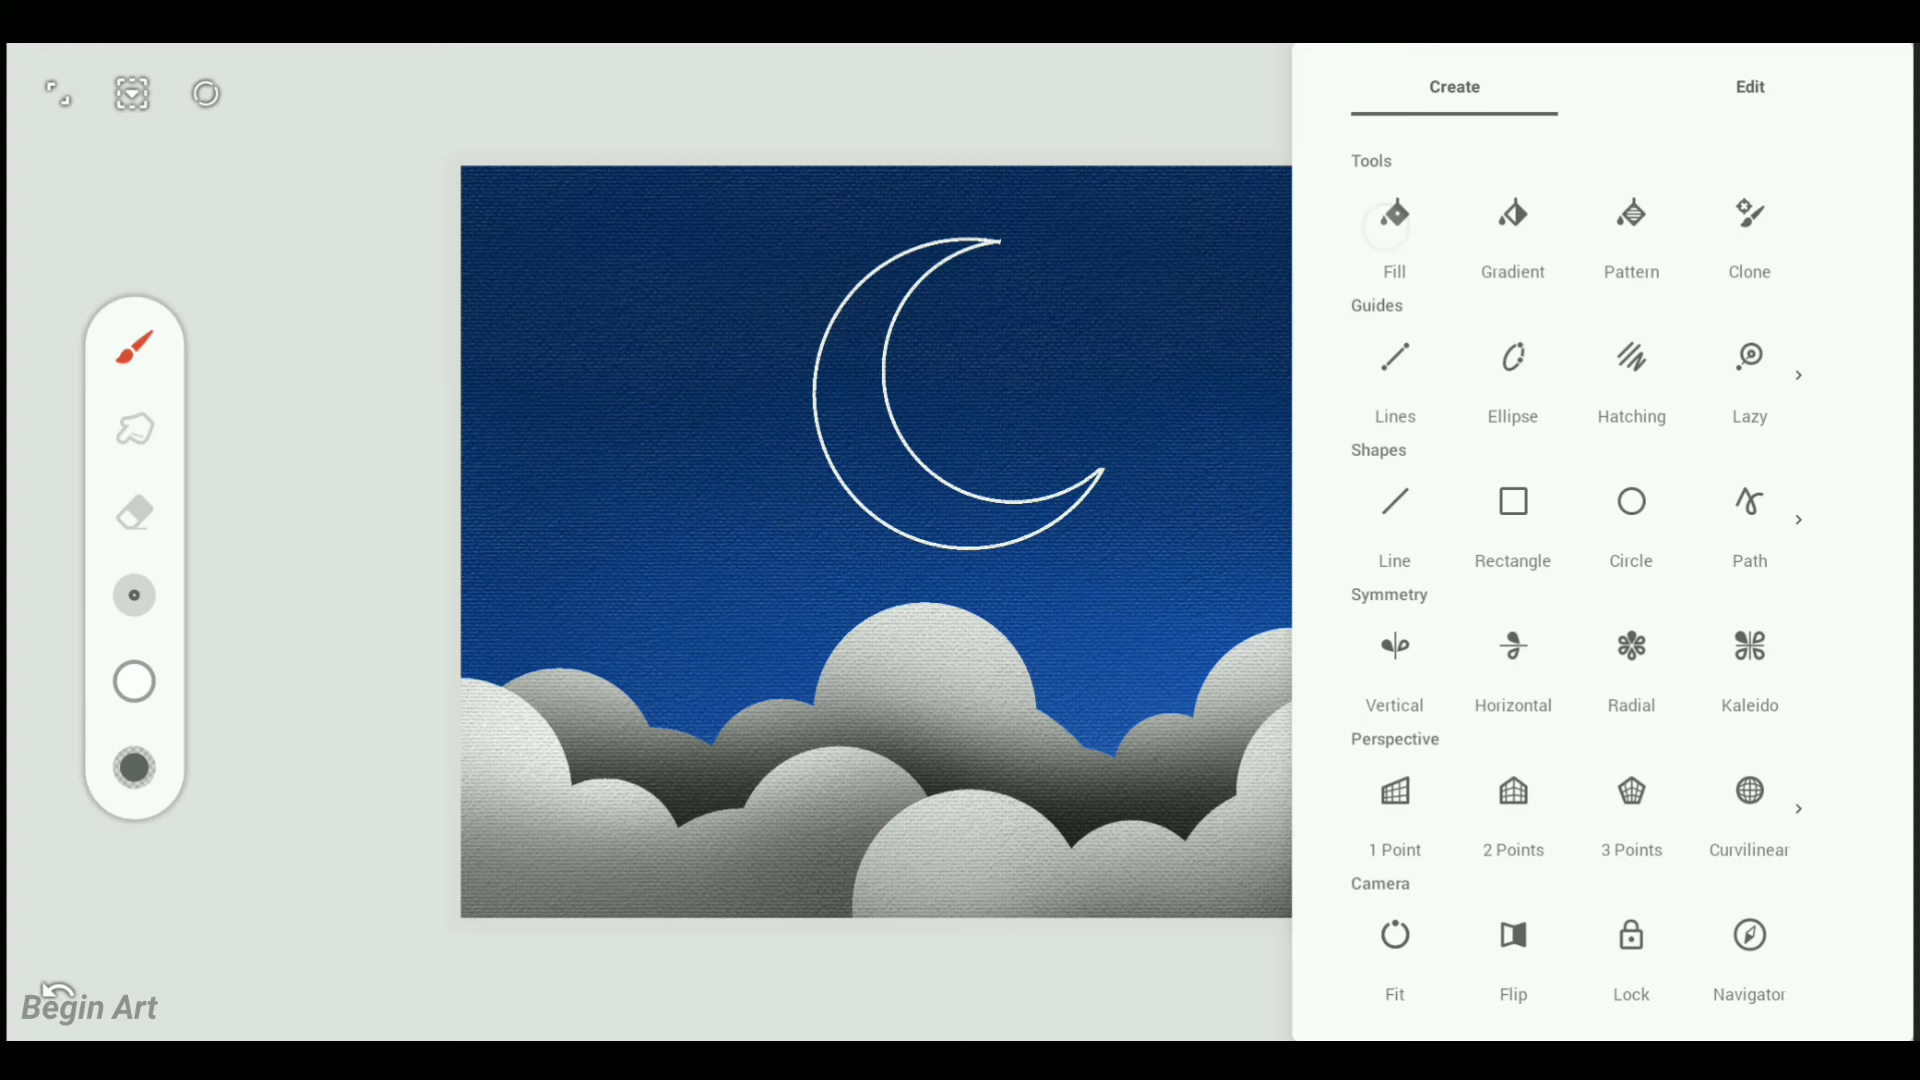 Create
Edit
Tools
Fill
Gradient
Pattern
Clone
Guides
Lines
Ellipse
Hatching
Lazy
Shapes
Line
Rectangle
Circle
Path
Symmetry
Vertical
Horizontal
Radial
Kaleido
Perspective
1 Point
2 Points
3 Points
Curvilinear
Camera
Fit
Flip
Lock
Navigator
Begin Art